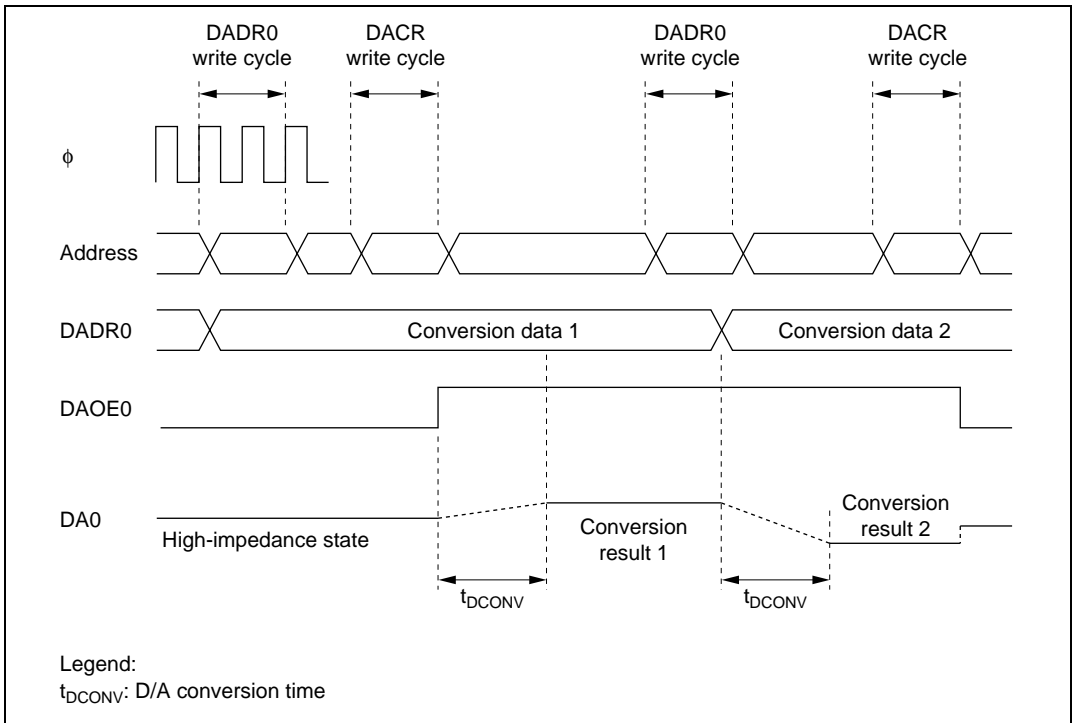 DADR0
write cycle
DACR
write cycle
DADR0
write cycle
DACR
write cycle
ϕ
Address
DADR0
Conversion data 1
Conversion data 2
DAOE0
DA0
High-impedance state
Conversion
result 1
Conversion
result 2
tDCONV
tDCONV
Legend:
tDCONV: D/A conversion time